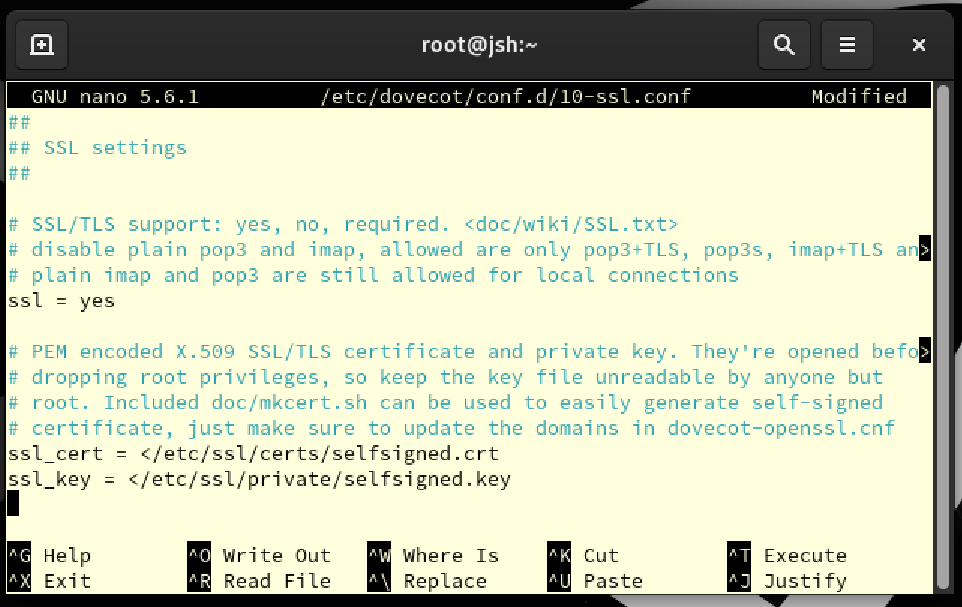 root@jsh:~
GNU nano 5.6.1 /etc/dovecot/conf.d/10-ssl.conf Modified
##
## SSL settings
##
# SSL/TLS support: yes, no, required. <doc/wiki/SSL.txt>
# disable plain pop3 and imap, allowed are only pop3+TLS, pop3s, imap+TLS an>
# plain imap and pop3 are still allowed for local connections
ssl = yes
# PEM encoded X.509 SSL/TLS certificate and private key. They're opened befo>
# dropping root privileges, so keep the key file unreadable by anyone but
# root. Included doc/mkcert.sh can be used to easily generate self-signed
# certificate, just make sure to update the domains in dovecot-openssl.cnf
ssl_cert = </etc/ssl/certs/selfsigned.crt
ssl_key = </etc/ssl/private/selfsigned.key
^G Help ^O Write Out ^W Where Is ^K Cut ^T Execute
^X Exit ^R Read File ^\ Replace ^U Paste ^J Justify